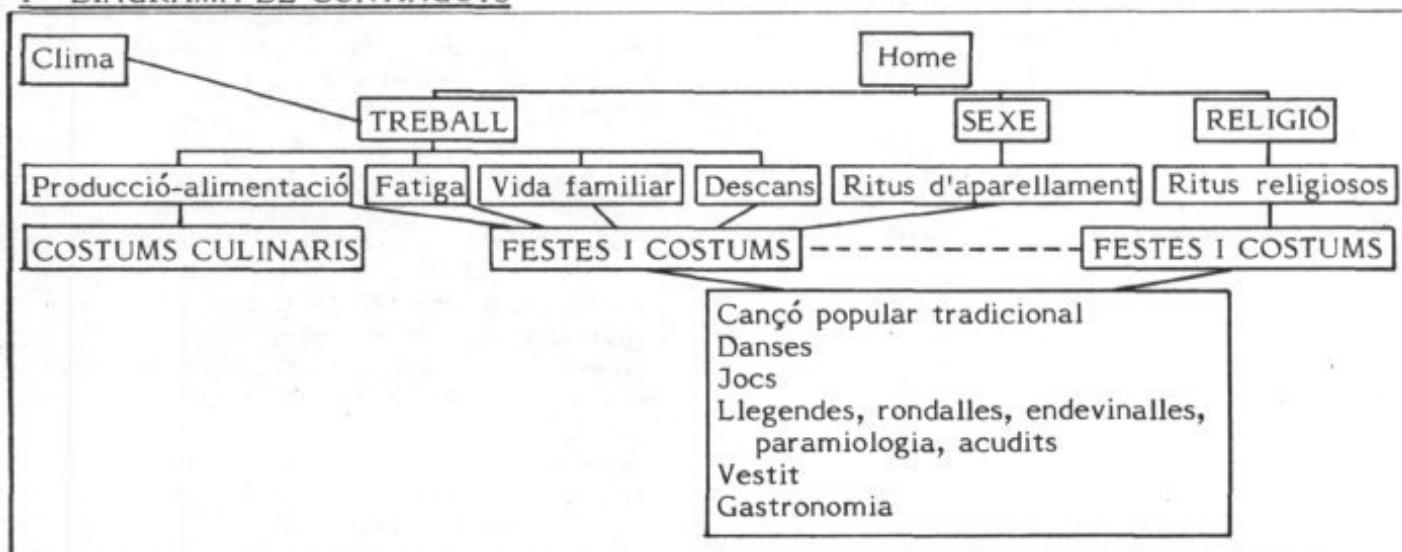 Clima
Home
TREBALL
SEXE
RELIGIÓ
Producció-alimentació
Fatiga
Vida familiar
Descans
Ritus d'aparellament
Ritus religiosos
COSTUMS CULINARIS
FESTES I COSTUMS
FESTES I COSTUMS
Cançó popular tradicional
Danses
Jocs
Llegendes, rondalles, endevinalles,
paramiologia, acudits
Vestit
Gastronomia